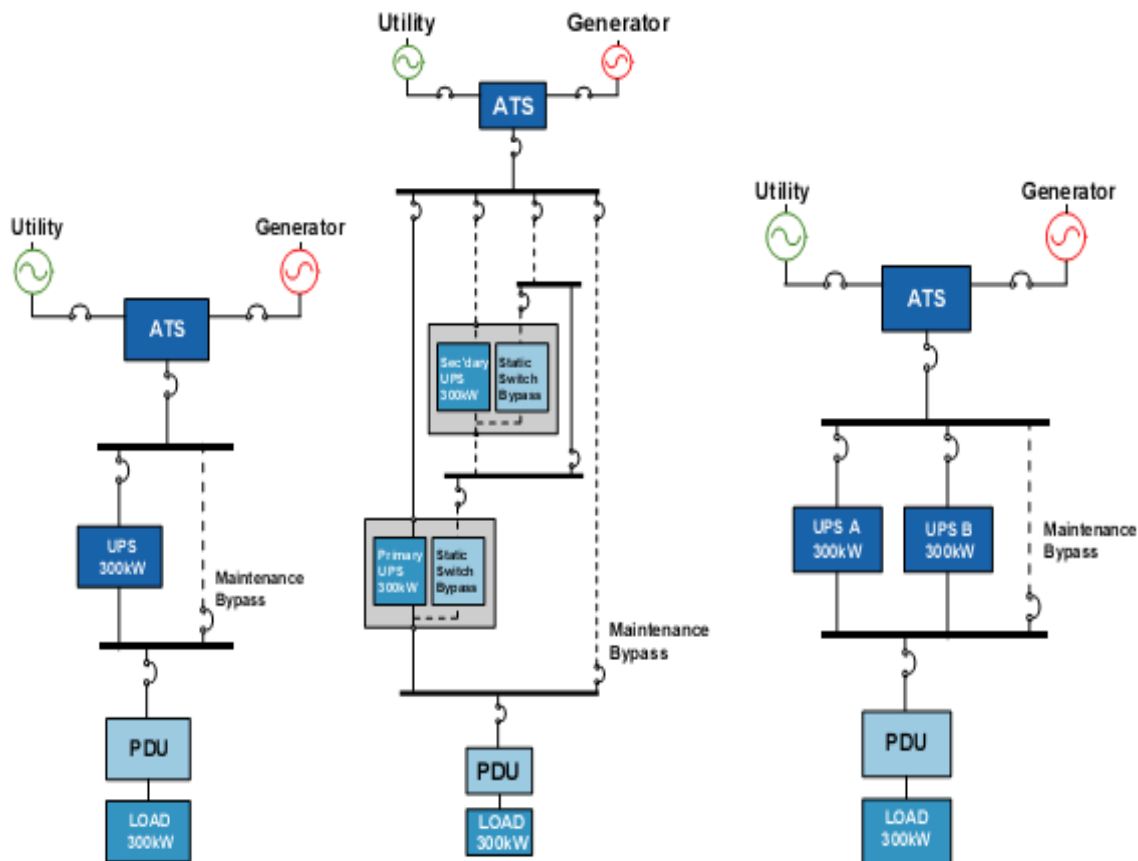 Utility
Generator
ATS
UPS
300kW
Maintenance
Bypass
PDU
LOAD
300kW
Utility
Generator
ATS
Sec'dary
UPS
300kW
Static
Switch
Bypass
Primary
UPS
300kW
Static
Switch
Bypass
Maintenance
Bypass
PDU
LOAD
300kW
Utility
Generator
ATS
UPS A
300kW
UPS B
300kW
Maintenance
Bypass
PDU
LOAD
300kW